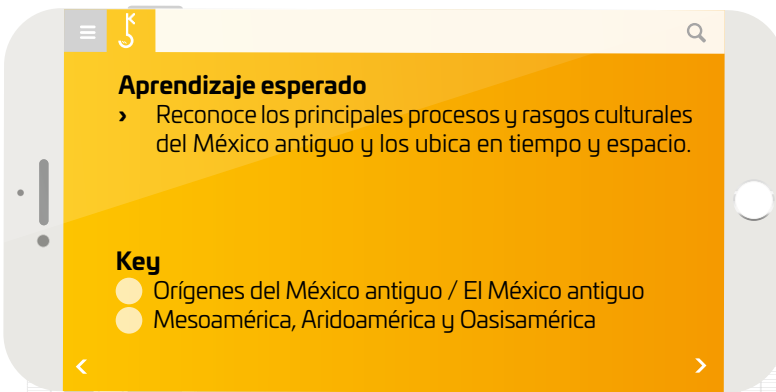 Aprendizaje esperado
› Reconoce los principales procesos y rasgos culturales
del México antiguo y los ubica en tiempo y espacio.
Key
Orígenes del México antiguo / El México antiguo
Mesoamérica, Aridoamérica y Oasisamérica